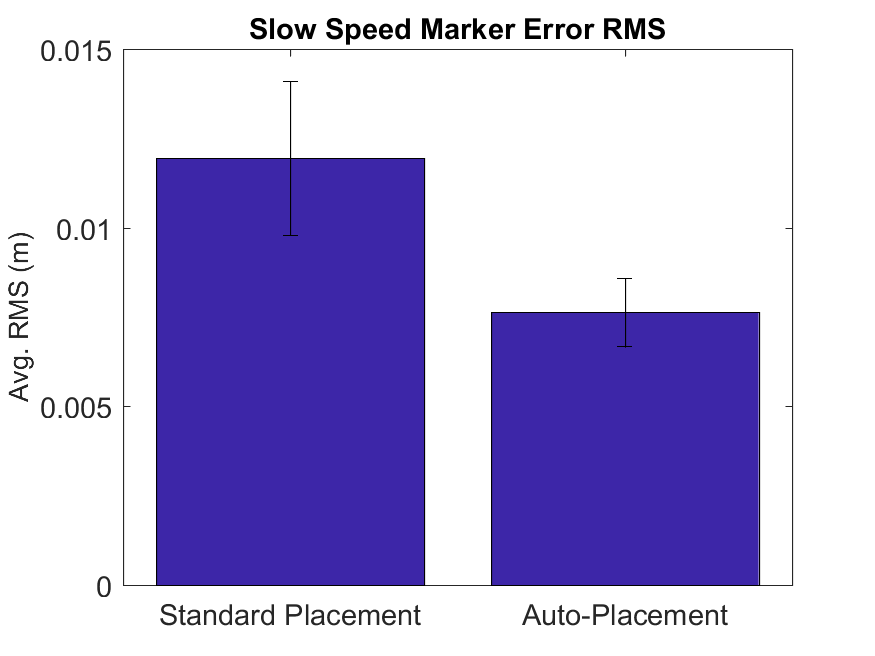 Slow Speed Marker Error RMS
0.015
0.01
0.005
0
Avg. RMS (m)
Standard Placement
Auto-Placement